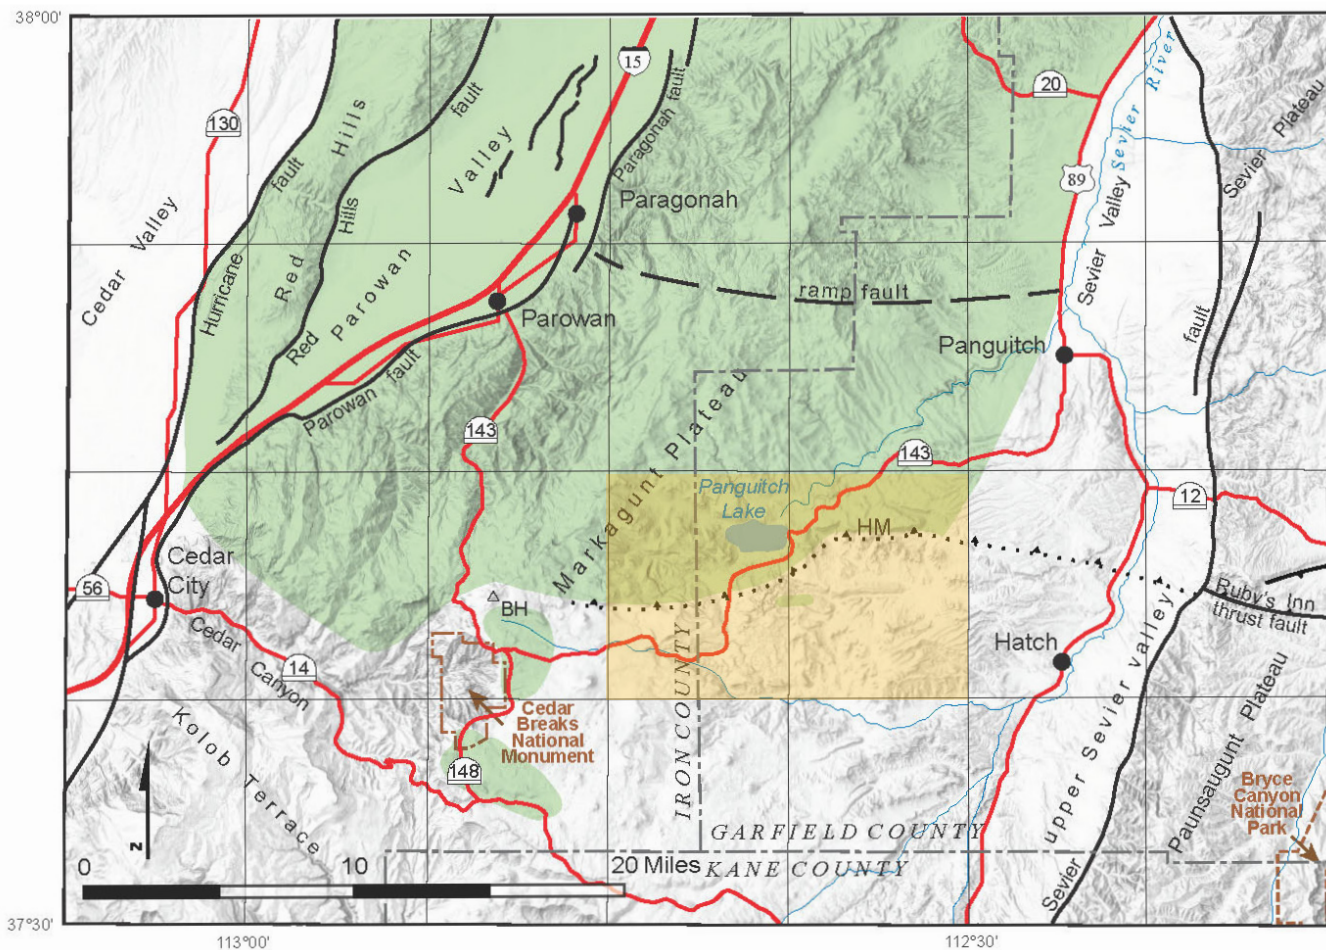 38°00'
130
Cedar Valley
Hurricane
fault
Red Hills
Red
Hills
fault
Parowan
Valley
15
Paragonah fault
Paragonah
Parowan
Parowan fault
ramp fault
20
89
Sevier River
Sevier
Valley
Sevier
Plateau
Sevier
fault
Panguitch
143
143
Markagunt Plateau
Panguitch
Lake
HM
12
Cedar
City
56
Cedar
Canyon
14
BH
Ruby's Inn
thrust fault
Hatch
Cedar
Breaks
National
Monument
148
Kolob Terrace
IRON COUNTY
GARFIELD COUNTY
KANE COUNTY
upper Sevier Valley
Sevier
Paunsaugunt Plateau
Bryce
Canyon
National
Park
N
0
10
20 Miles
37°30'
113°00'
112°30'